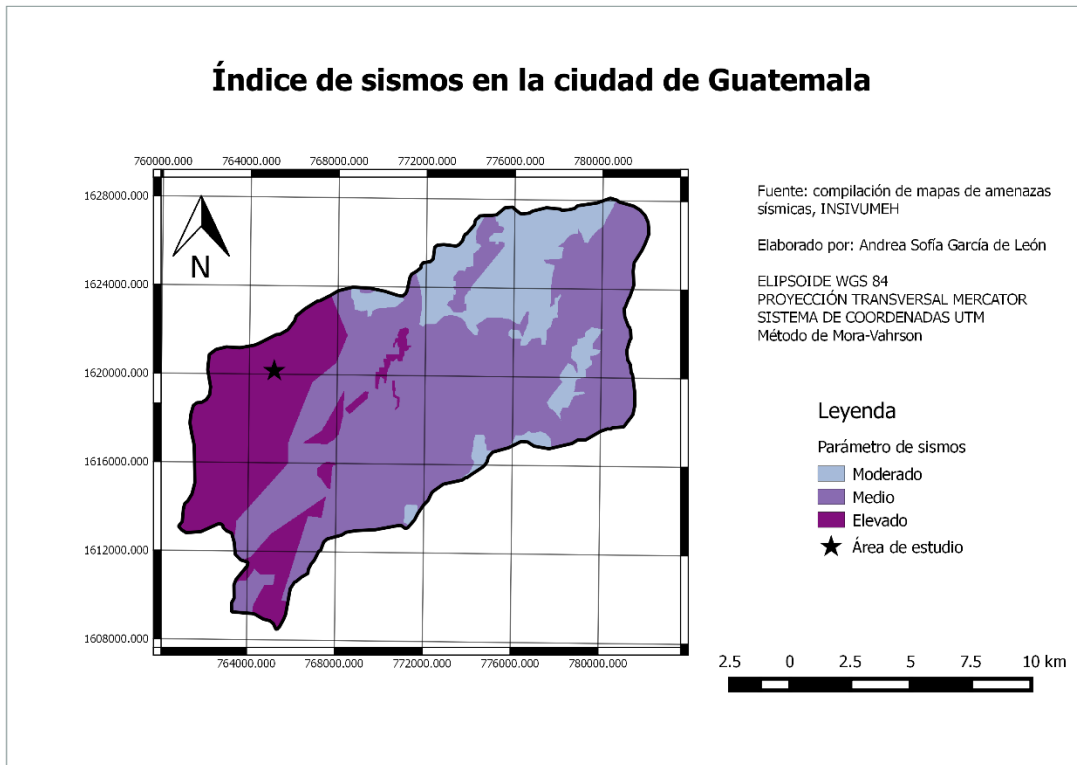 Índice de sismos en la ciudad de Guatemala
760000.000 764000.000 768000.000 772000.000 776000.000 780000.000
1628000.000
1624000.000
1620000.000
1616000.000
1612000.000
1608000.000
N
764000.000 768000.000 772000.000 776000.000 780000.000
Fuente: compilación de mapas de amenazas
sísmicas, INSIVUMEH
Elaborado por: Andrea Sofía García de León
ELIPSOIDE WGS 84
PROYECCIÓN TRANSVERSAL MERCATOR
SISTEMA DE COORDENADAS UTM
Método de Mora-Vahrson
Leyenda
Parámetro de sismos
Moderado
Medio
Elevado
Área de estudio
2.5 0 2.5 5 7.5 10 km